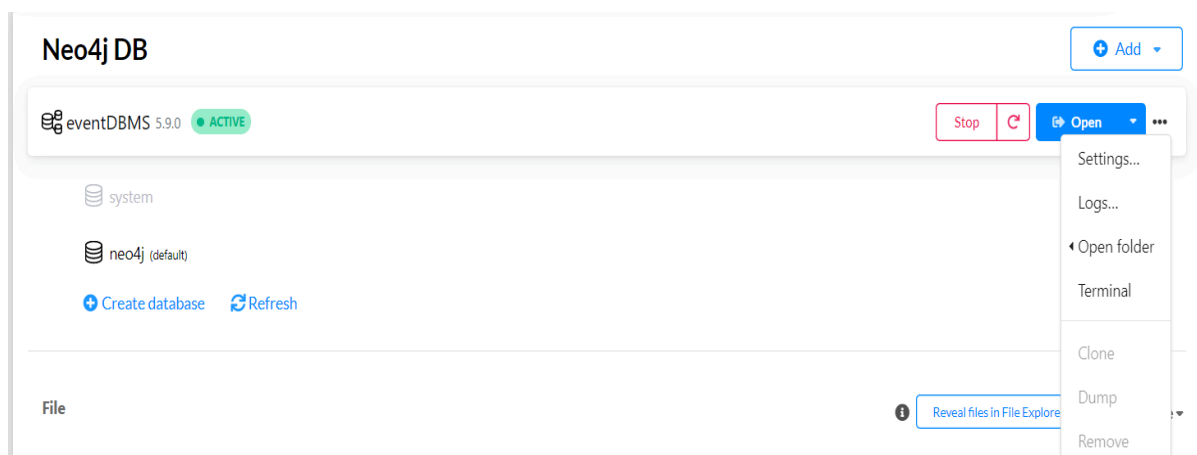 Neo4j DB
Add
eventDBMS 5.9.0 ACTIVE
Stop
Open
Settings...
system
Logs...
neo4j (default)
Open folder
Create database
Refresh
Terminal
Clone
File
Reveal files in File Explore
Dump
Remove